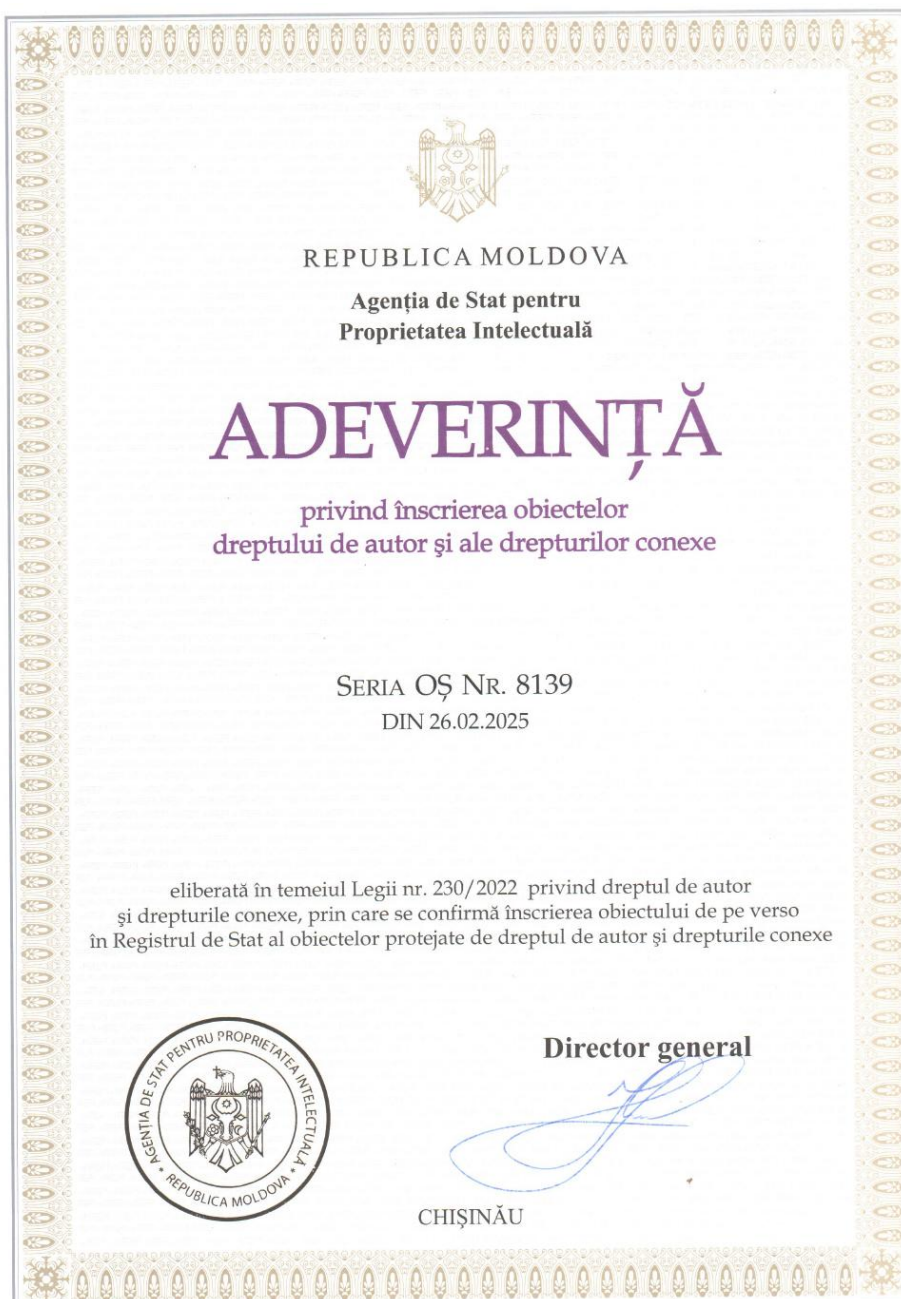 REPUBLICA MOLDOVA
Agenția de Stat pentru
Proprietatea Intelectuală
ADEVERINȚĂ
privind înscrierea obiectelor
dreptului de autor şi ale drepturilor conexe
SERIA OȘ NR. 8139
DIN 26.02.2025
eliberată în temeiul Legii nr. 230/2022 privind dreptul de autor
şi drepturile conexe, prin care se confirmă înscrierea obiectului de pe verso
în Registrul de Stat al obiectelor protejate de dreptul de autor şi drepturile conexe
Director general
* AGENȚIA DE STAT PENTRU PROPRIETATEA INTELECTUALĂ *
REPUBLICA MOLDOVA
CHIŞINĂU